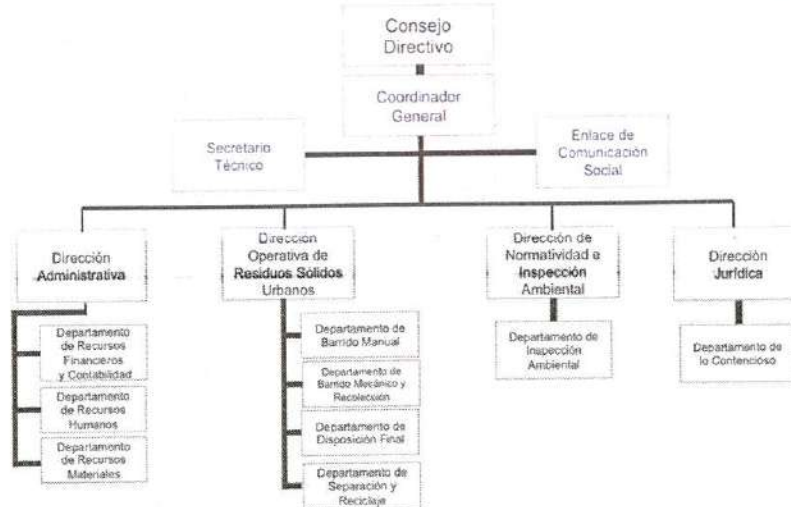 Consejo
Directivo
Coordinador
General
Secretario
Técnico
Enlace de
Comunicación
Social
Dirección
Administrativa
Dirección
Operativa de
Residuos Sólidos
Urbanos
Dirección de
Normatividad e
Inspección
Ambiental
Dirección
Jurídica
Departamento
de Recursos
Financieros
y Contabilidad
Departamento
de Recursos
Humanos
Departamento
de Recursos
Materiales
Departamento de
Barrido Manual
Departamento
de Barrido Mecánico y
Recolección
Departamento de
Disposición Final
Departamento de
Separación y
Reciclaje
Departamento de
Inspección
Ambiental
Departamento de
lo Contencioso